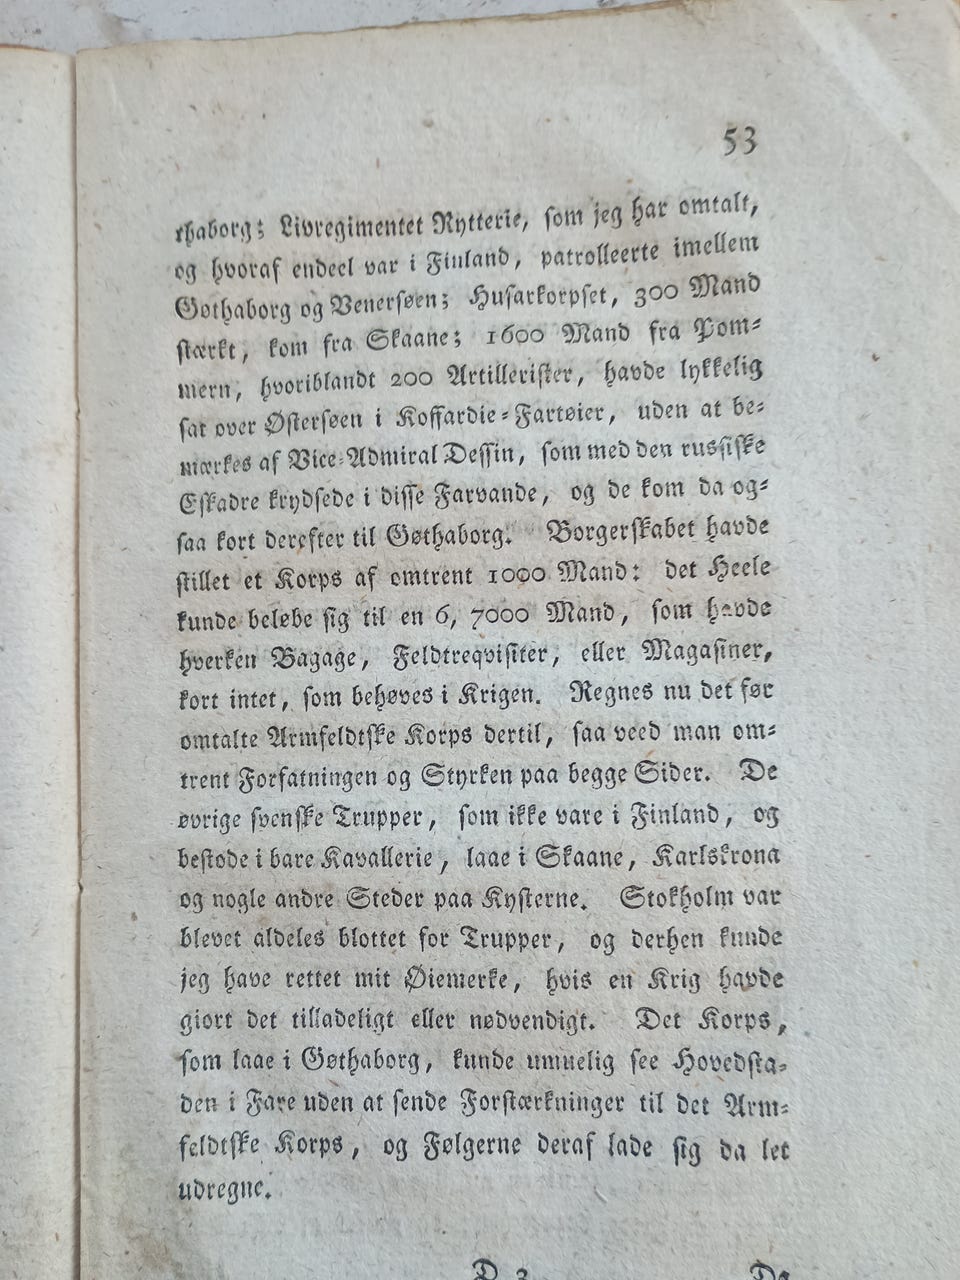 53
thaborg; Livregimentet Rytterie, som jeg har omtalt,
og hvoraf endeel var i Finland, patrolleerte imellem
Gøthaborg og Venersøen; Husarkorpset, 300 Mand
stærkt, kom fra Skaane; 1600 Mand fra Pom-
mern, hvoriblandt 200 Artillerister, havde lykkelig
sat over Østersøen i Koffardie-Fartøier, uden at be-
mærkes af Vice-Admiral Dessin, som med den russiske
Eskadre krydsede i disse Farvande, og de kom da og-
saa kort derefter til Gøthaborg. Borgerskabet havde
stillet et Korps af omtrent 1000 Mand: det Heele
kunde beløbe sig til en 6, 7000 Mand, som havde
hverken Bagage, Feldtreqvisiter, eller Magasiner,
kort intet, som behøves i Krigen. Regnes nu det før
omtalte Armfeldtske Korps dertil, saa veed man om-
trent Forfatningen og Styrken paa begge Sider. De
øvrige svenske Trupper, som ikke vare i Finland, og
bestode i bare Kavallerie, laae i Skaane, Karlskrona
og nogle andre Steder paa Kysterne. Stokholm var
blevet aldeles blottet for Trupper, og derhen kunde
jeg have rettet mit Øiemerke, hvis en Krig havde
giort det tilladeligt eller nødvendigt. Det Korps,
som laae i Gøthaborg, kunde umuelig see Hovedsta-
den i Fare uden at sende Forstærkninger til det Arm-
feldtske Korps, og Følgerne deraf lade sig da let
udregne.
D 3 Da